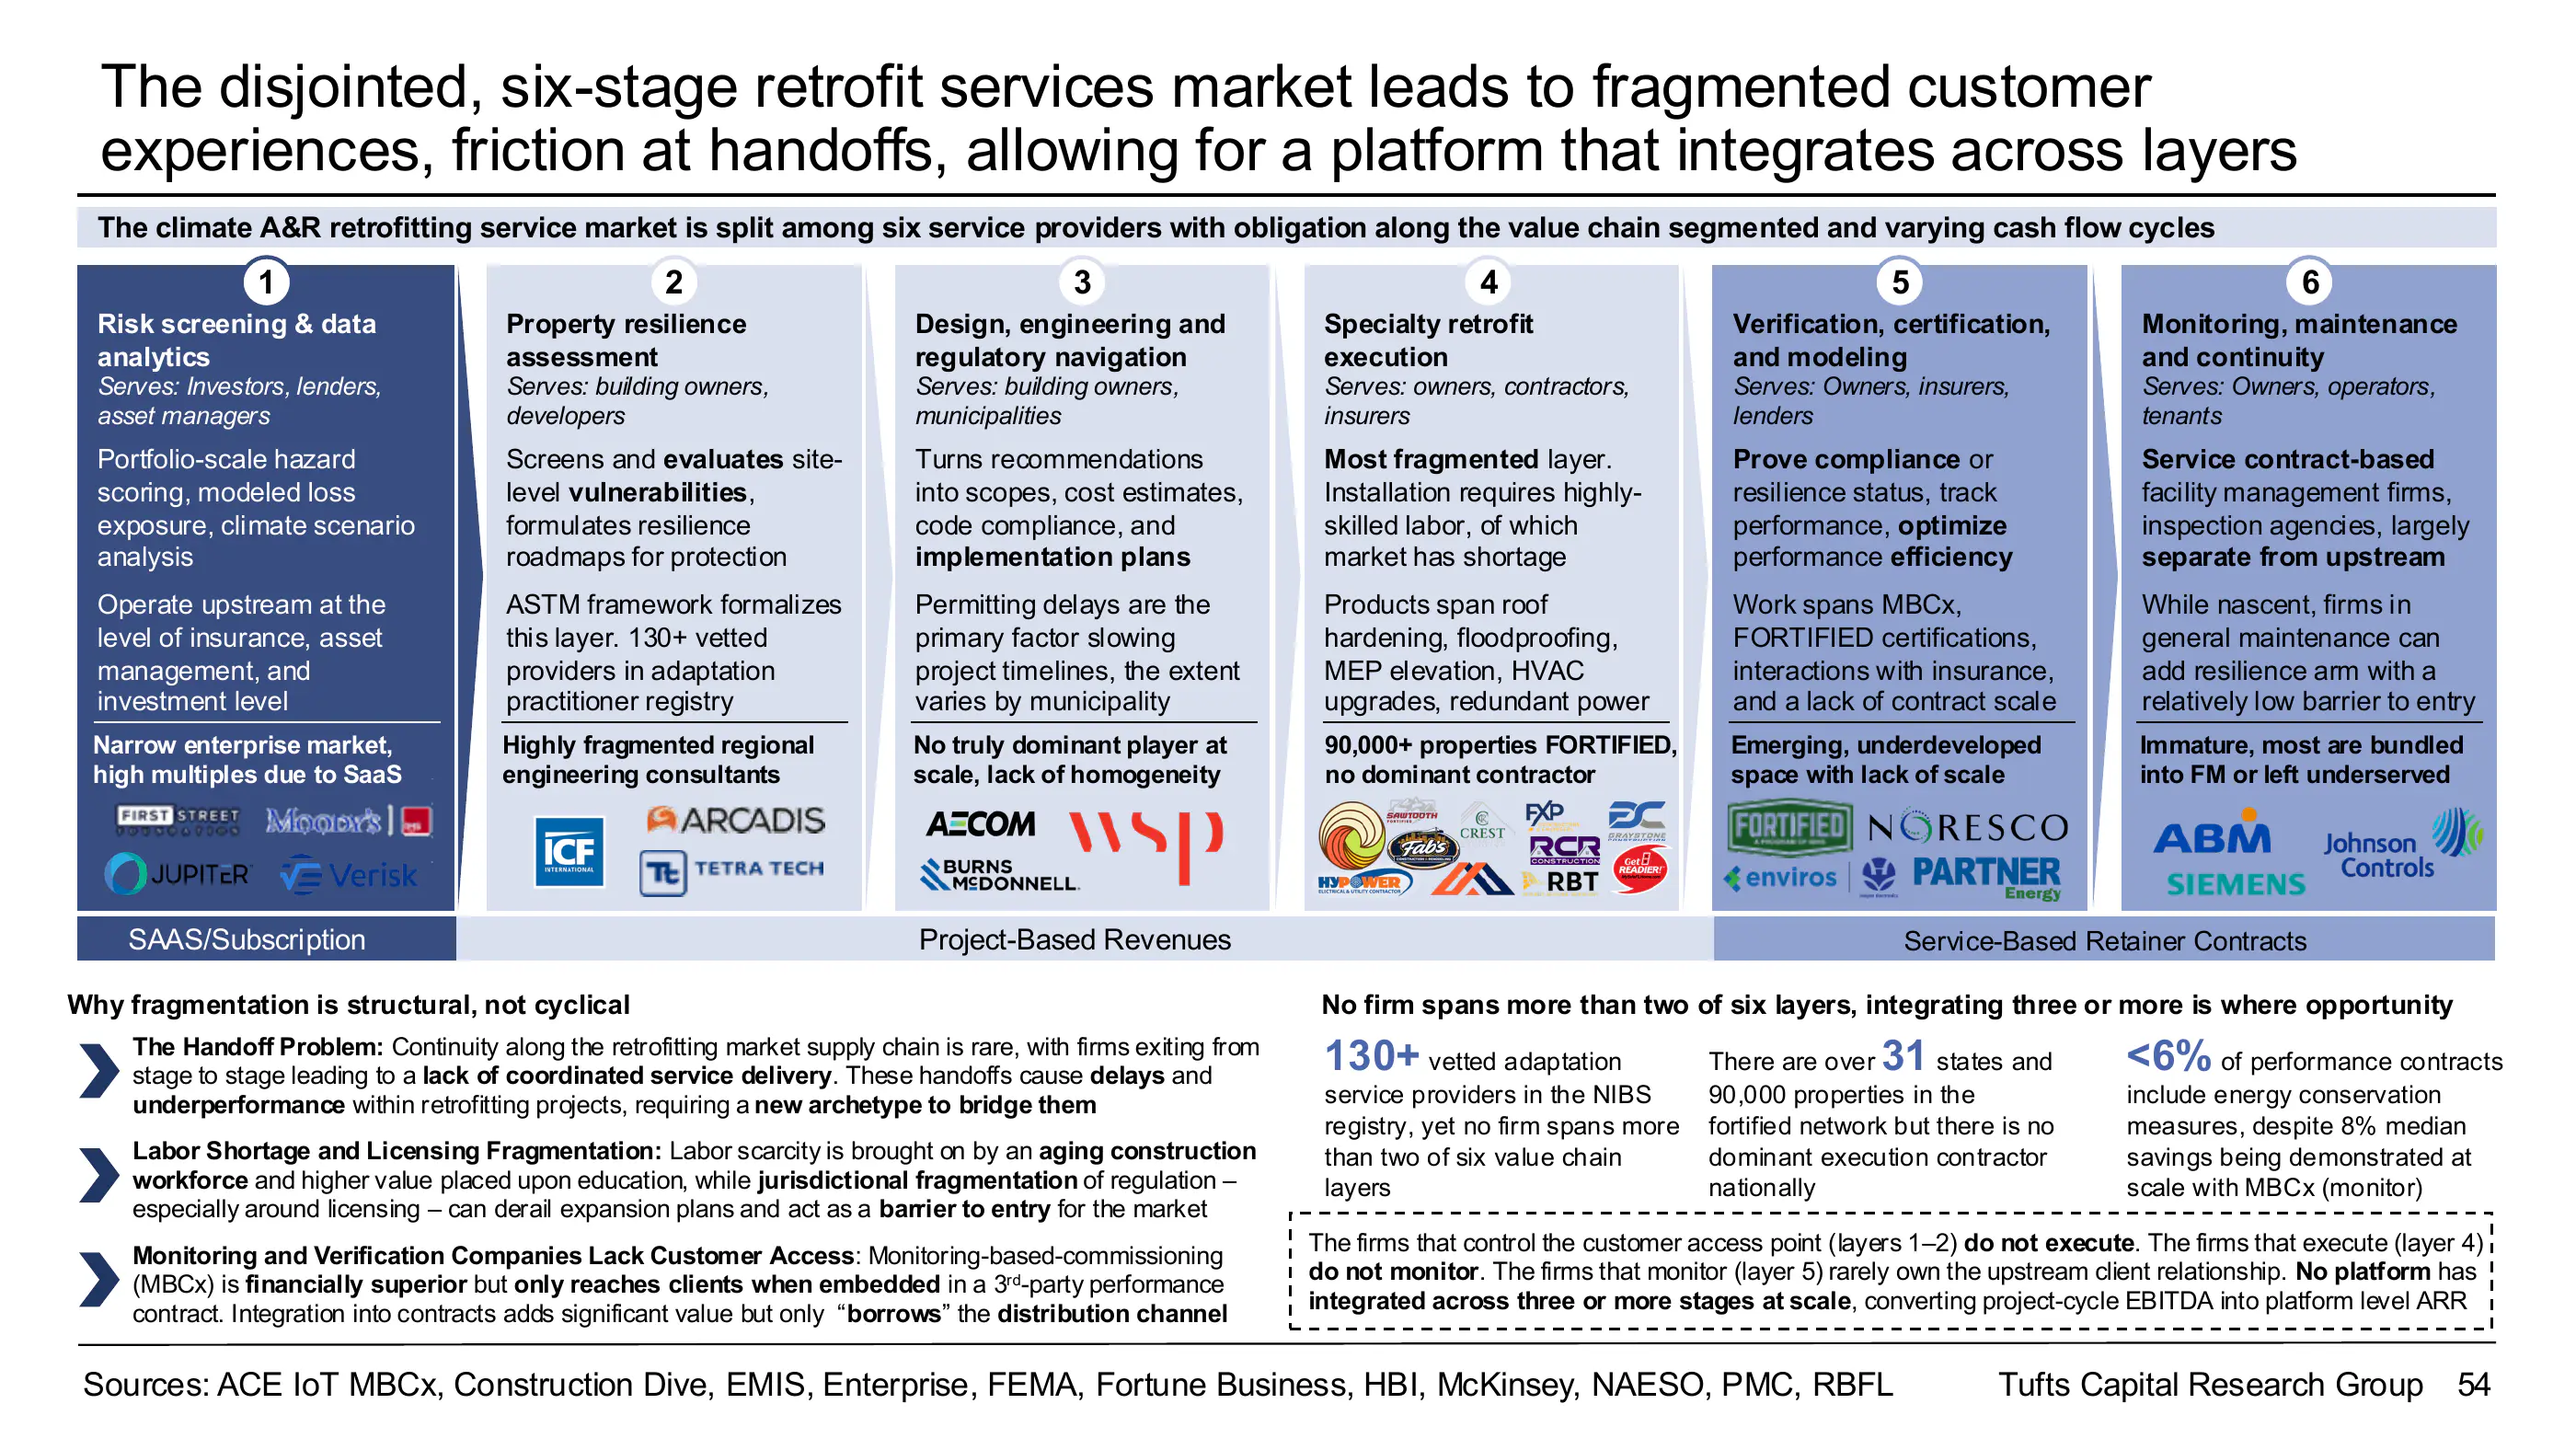 The disjointed, six-stage retrofit services market leads to fragmented customer
experiences, friction at handoffs, allowing for a platform that integrates across layers
The climate A&R retrofitting service market is split among six service providers with obligation along the value chain segmented and varying cash flow cycles
1
Risk screening & data
analytics
Serves: Investors, lenders,
asset managers
Portfolio-scale hazard
scoring, modeled loss
exposure, climate scenario
analysis
Operate upstream at the
level of insurance, asset
management, and
investment level
Narrow enterprise market,
high multiples due to SaaS
FIRST STREET
FOUNDATION
Moody's | RMS
JUPITER
Verisk
2
Property resilience
assessment
Serves: building owners,
developers
Screens and evaluates site-
level vulnerabilities,
formulates resilience
roadmaps for protection
ASTM framework formalizes
this layer. 130+ vetted
providers in adaptation
practitioner registry
Highly fragmented regional
engineering consultants
ICF
INTERNATIONAL
ARCADIS
Tt TETRA TECH
3
Design, engineering and
regulatory navigation
Serves: building owners,
municipalities
Turns recommendations
into scopes, cost estimates,
code compliance, and
implementation plans
Permitting delays are the
primary factor slowing
project timelines, the extent
varies by municipality
No truly dominant player at
scale, lack of homogeneity
AECOM
BURNS
McDONNELL.
wsp
4
Specialty retrofit
execution
Serves: owners, contractors,
insurers
Most fragmented layer.
Installation requires highly-
skilled labor, of which
market has shortage
Products span roof
hardening, floodproofing,
MEP elevation, HVAC
upgrades, redundant power
90,000+ properties FORTIFIED,
no dominant contractor
SAWTOOTH
CREST
FXP
GRAYSTONE
CONSTRUCTION
Fab's
RCR
CONSTRUCTION
Get
READIER!
HYPOWER
ELECTRICAL & UTILITY CONTRACTOR
RBT
5
Verification, certification,
and modeling
Serves: Owners, insurers,
lenders
Prove compliance or
resilience status, track
performance, optimize
performance efficiency
Work spans MBCx,
FORTIFIED certifications,
interactions with insurance,
and a lack of contract scale
Emerging, underdeveloped
space with lack of scale
FORTIFIED
A PROGRAM OF IBHS
NORESCO
enviros
PARTNER
Energy
6
Monitoring, maintenance
and continuity
Serves: Owners, operators,
tenants
Service contract-based
facility management firms,
inspection agencies, largely
separate from upstream
While nascent, firms in
general maintenance can
add resilience arm with a
relatively low barrier to entry
Immature, most are bundled
into FM or left underserved
ABM
Johnson
Controls
SIEMENS
SAAS/Subscription
Project-Based Revenues
Service-Based Retainer Contracts
Why fragmentation is structural, not cyclical
The Handoff Problem: Continuity along the retrofitting market supply chain is rare, with firms exiting from
stage to stage leading to a lack of coordinated service delivery. These handoffs cause delays and
underperformance within retrofitting projects, requiring a new archetype to bridge them
Labor Shortage and Licensing Fragmentation: Labor scarcity is brought on by an aging construction
workforce and higher value placed upon education, while jurisdictional fragmentation of regulation –
especially around licensing – can derail expansion plans and act as a barrier to entry for the market
Monitoring and Verification Companies Lack Customer Access: Monitoring-based-commissioning
(MBCx) is financially superior but only reaches clients when embedded in a 3rd-party performance
contract. Integration into contracts adds significant value but only “borrows” the distribution channel
No firm spans more than two of six layers, integrating three or more is where opportunity
130+ vetted adaptation
service providers in the NIBS
registry, yet no firm spans more
than two of six value chain
layers
There are over 31 states and
90,000 properties in the
fortified network but there is no
dominant execution contractor
nationally
<6% of performance contracts
include energy conservation
measures, despite 8% median
savings being demonstrated at
scale with MBCx (monitor)
The firms that control the customer access point (layers 1–2) do not execute. The firms that execute (layer 4)
do not monitor. The firms that monitor (layer 5) rarely own the upstream client relationship. No platform has
integrated across three or more stages at scale, converting project-cycle EBITDA into platform level ARR
Sources: ACE IoT MBCx, Construction Dive, EMIS, Enterprise, FEMA, Fortune Business, HBI, McKinsey, NAESO, PMC, RBFL
Tufts Capital Research Group 54